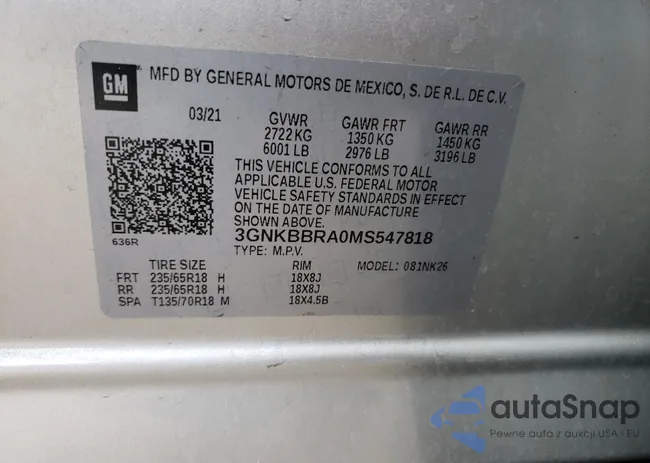 GM
MFD BY GENERAL MOTORS DE MEXICO, S. DE R.L. DE C.V.
03/21 GVWR GAWR FRT GAWR RR
2722 KG 1350 KG 1450 KG
6001 LB 2976 LB 3196 LB
THIS VEHICLE CONFORMS TO ALL
APPLICABLE U.S. FEDERAL MOTOR
VEHICLE SAFETY STANDARDS IN EFFECT
ON THE DATE OF MANUFACTURE
SHOWN ABOVE.
636R 3GNKBBRA0MS547818
TYPE: M.P.V.
TIRE SIZE RIM MODEL: 081NK26
FRT 235/65R18 H 18X8J
RR 235/65R18 H 18X8J
SPA T135/70R18 M 18X4.5B
autaSnap
Pewne auta z aukcji USA i EU